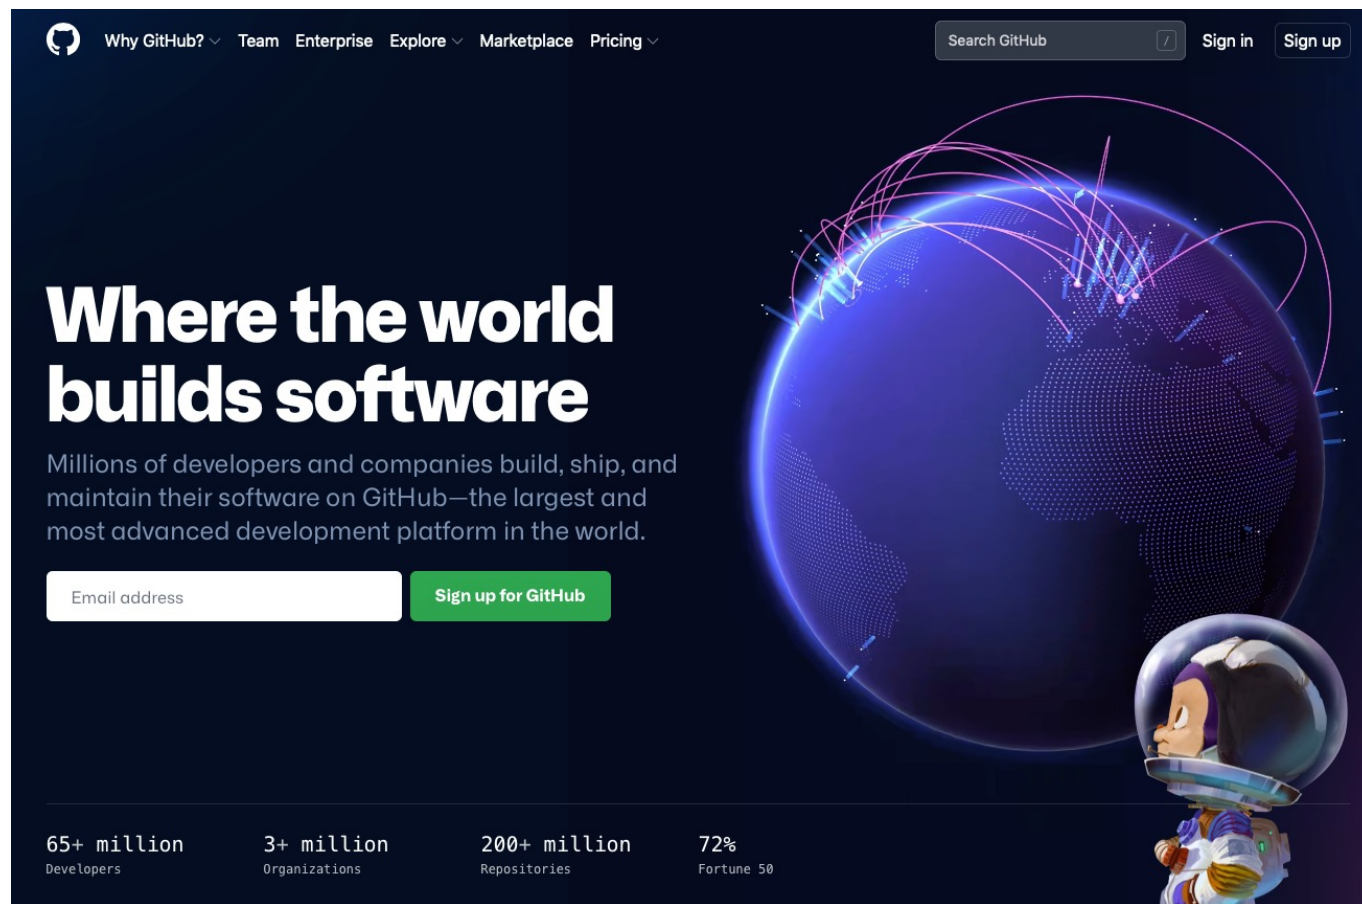 Why GitHub? Team Enterprise Explore Marketplace Pricing Search GitHub / Sign in Sign up
Where the world
builds software
Millions of developers and companies build, ship, and
maintain their software on GitHub—the largest and
most advanced development platform in the world.
Email address Sign up for GitHub
65+ million 3+ million 200+ million 72%
Developers Organizations Repositories Fortune 50